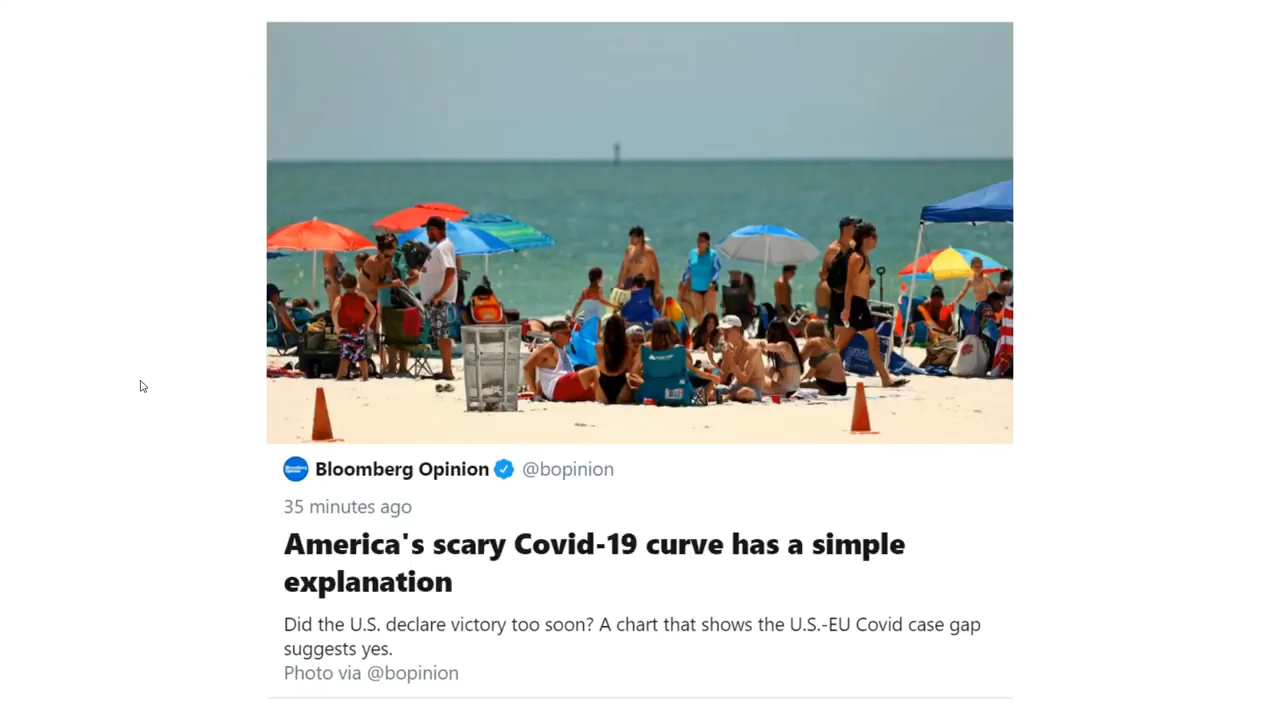 Bloomberg Opinion @bopinion
35 minutes ago
America's scary Covid-19 curve has a simple
explanation
Did the U.S. declare victory too soon? A chart that shows the U.S.-EU Covid case gap
suggests yes.
Photo via @bopinion